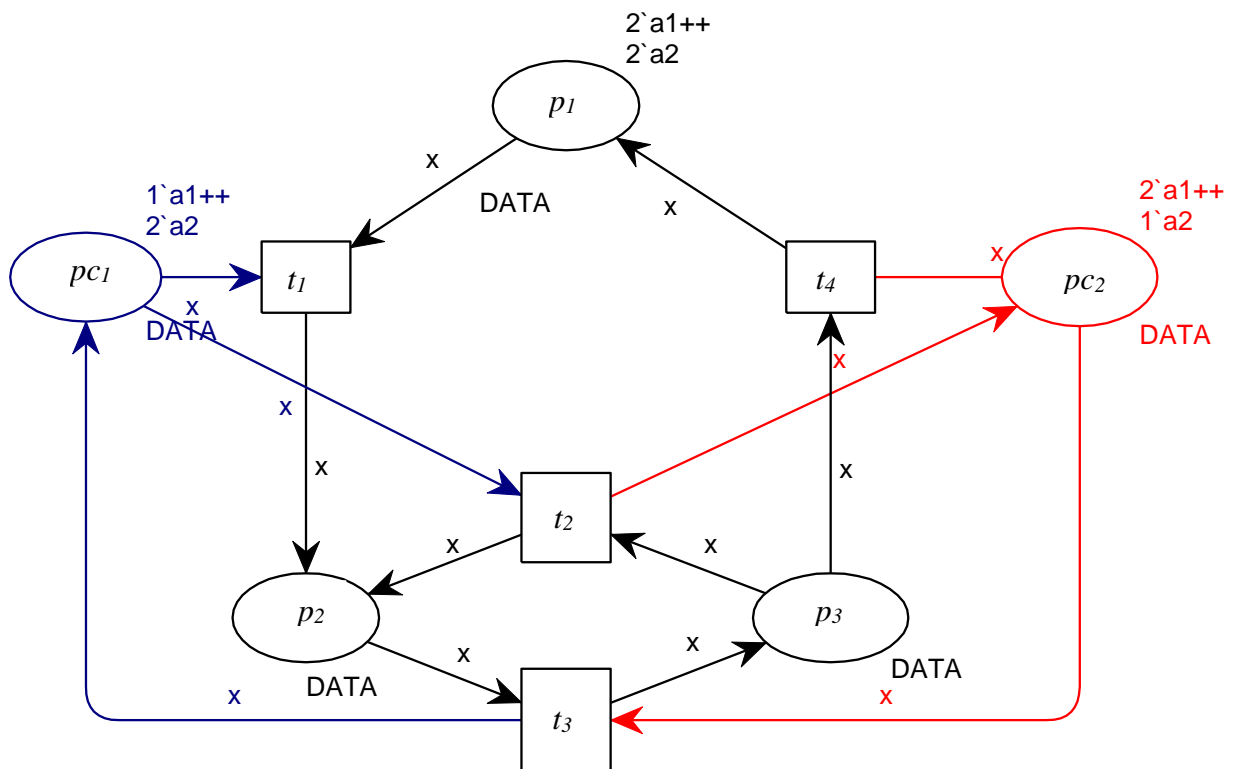 2`a1++
2`a2
p1
x
DATA
x
1`a1++
2`a2
pc1
x
DATA
t1
t4
x
2`a1++
1`a2
pc2
DATA
x
x
x
x
x
t2
x
p2
DATA
x
x
p3
DATA
x
t3
x